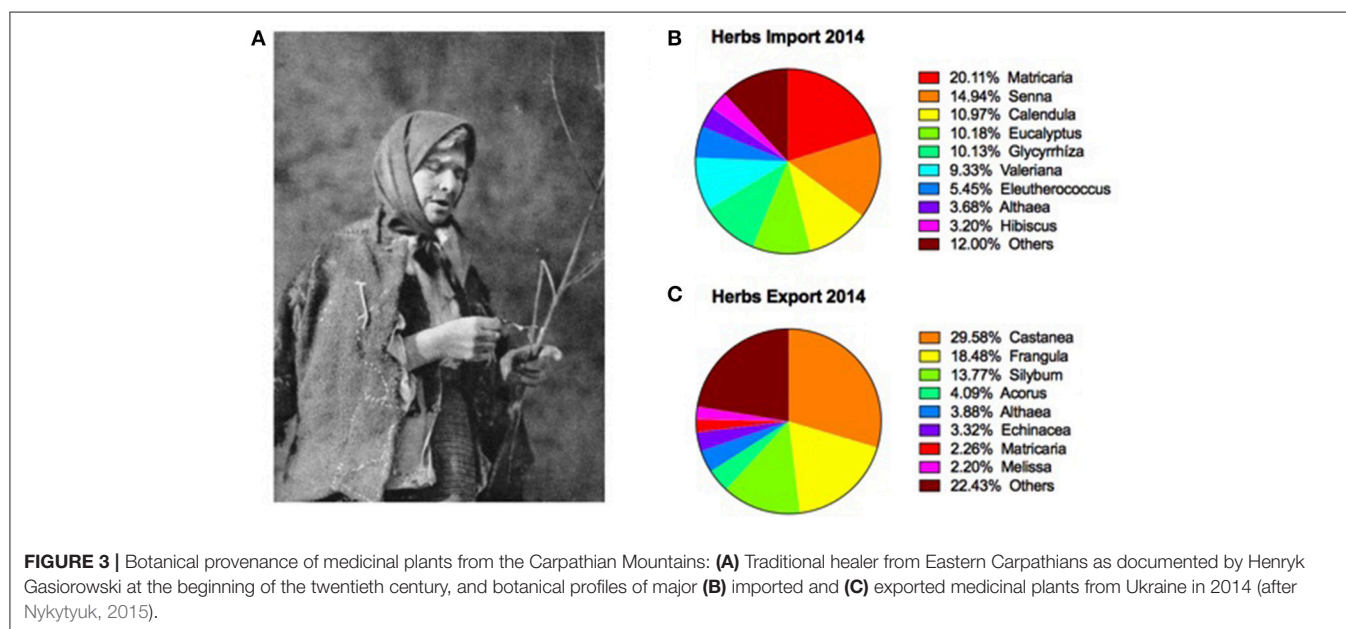 A
B Herbs Import 2014
20.11% Matricaria
14.94% Senna
10.97% Calendula
10.18% Eucalyptus
10.13% Glycyrrhíza
9.33% Valeriana
5.45% Eleutherococcus
3.68% Althaea
3.20% Hibiscus
12.00% Others
C Herbs Export 2014
29.58% Castanea
18.48% Frangula
13.77% Silybum
4.09% Acorus
3.88% Althaea
3.32% Echinacea
2.26% Matricaria
2.20% Melissa
22.43% Others
FIGURE 3 | Botanical provenance of medicinal plants from the Carpathian Mountains: (A) Traditional healer from Eastern Carpathians as documented by Henryk
Gasiorowski at the beginning of the twentieth century, and botanical profiles of major (B) imported and (C) exported medicinal plants from Ukraine in 2014 (after
Nykytyuk, 2015).